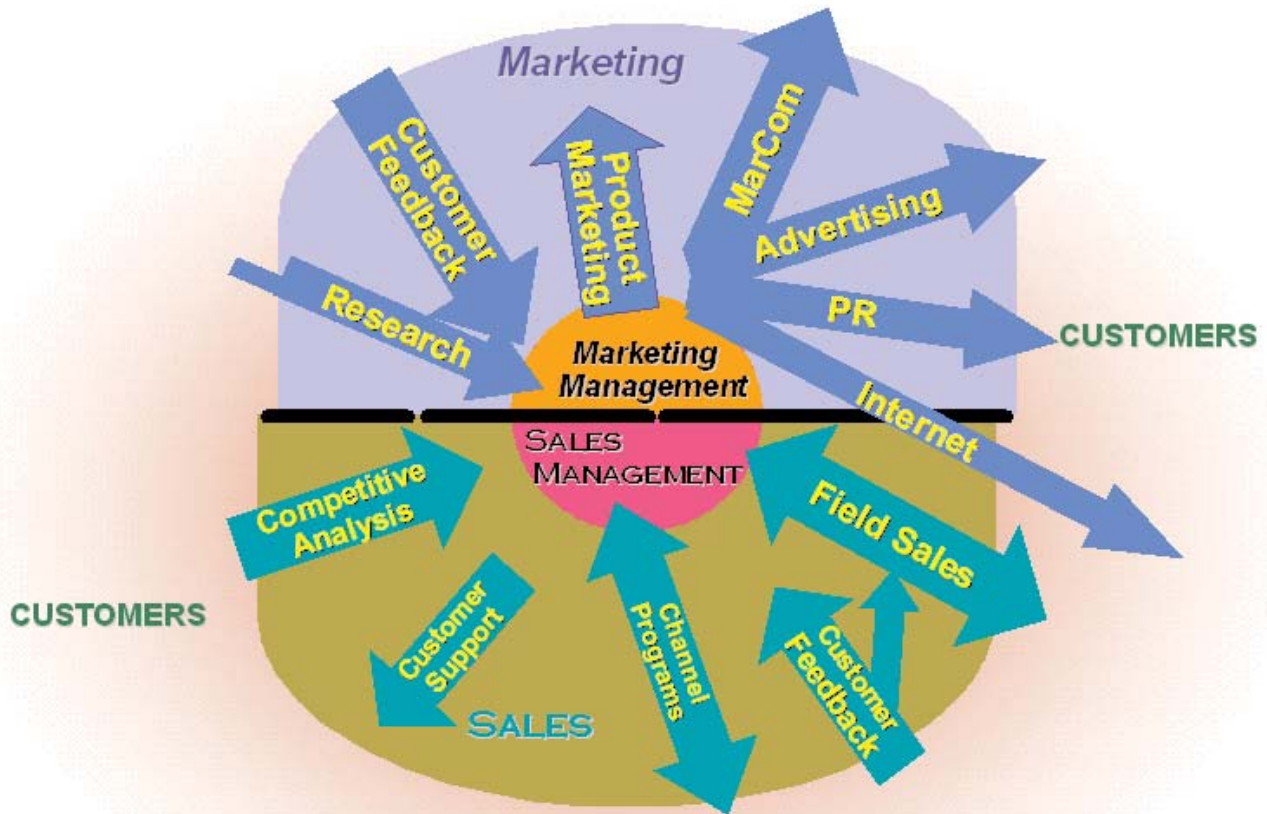 Marketing
Customer
Feedback
Product
Marketing
MarCom
Advertising
PR
Internet
Research
CUSTOMERS
Marketing
Management
SALES
MANAGEMENT
Competitive
Analysis
Field Sales
CUSTOMERS
Customer
Support
Channel
Programs
Customer
Feedback
SALES